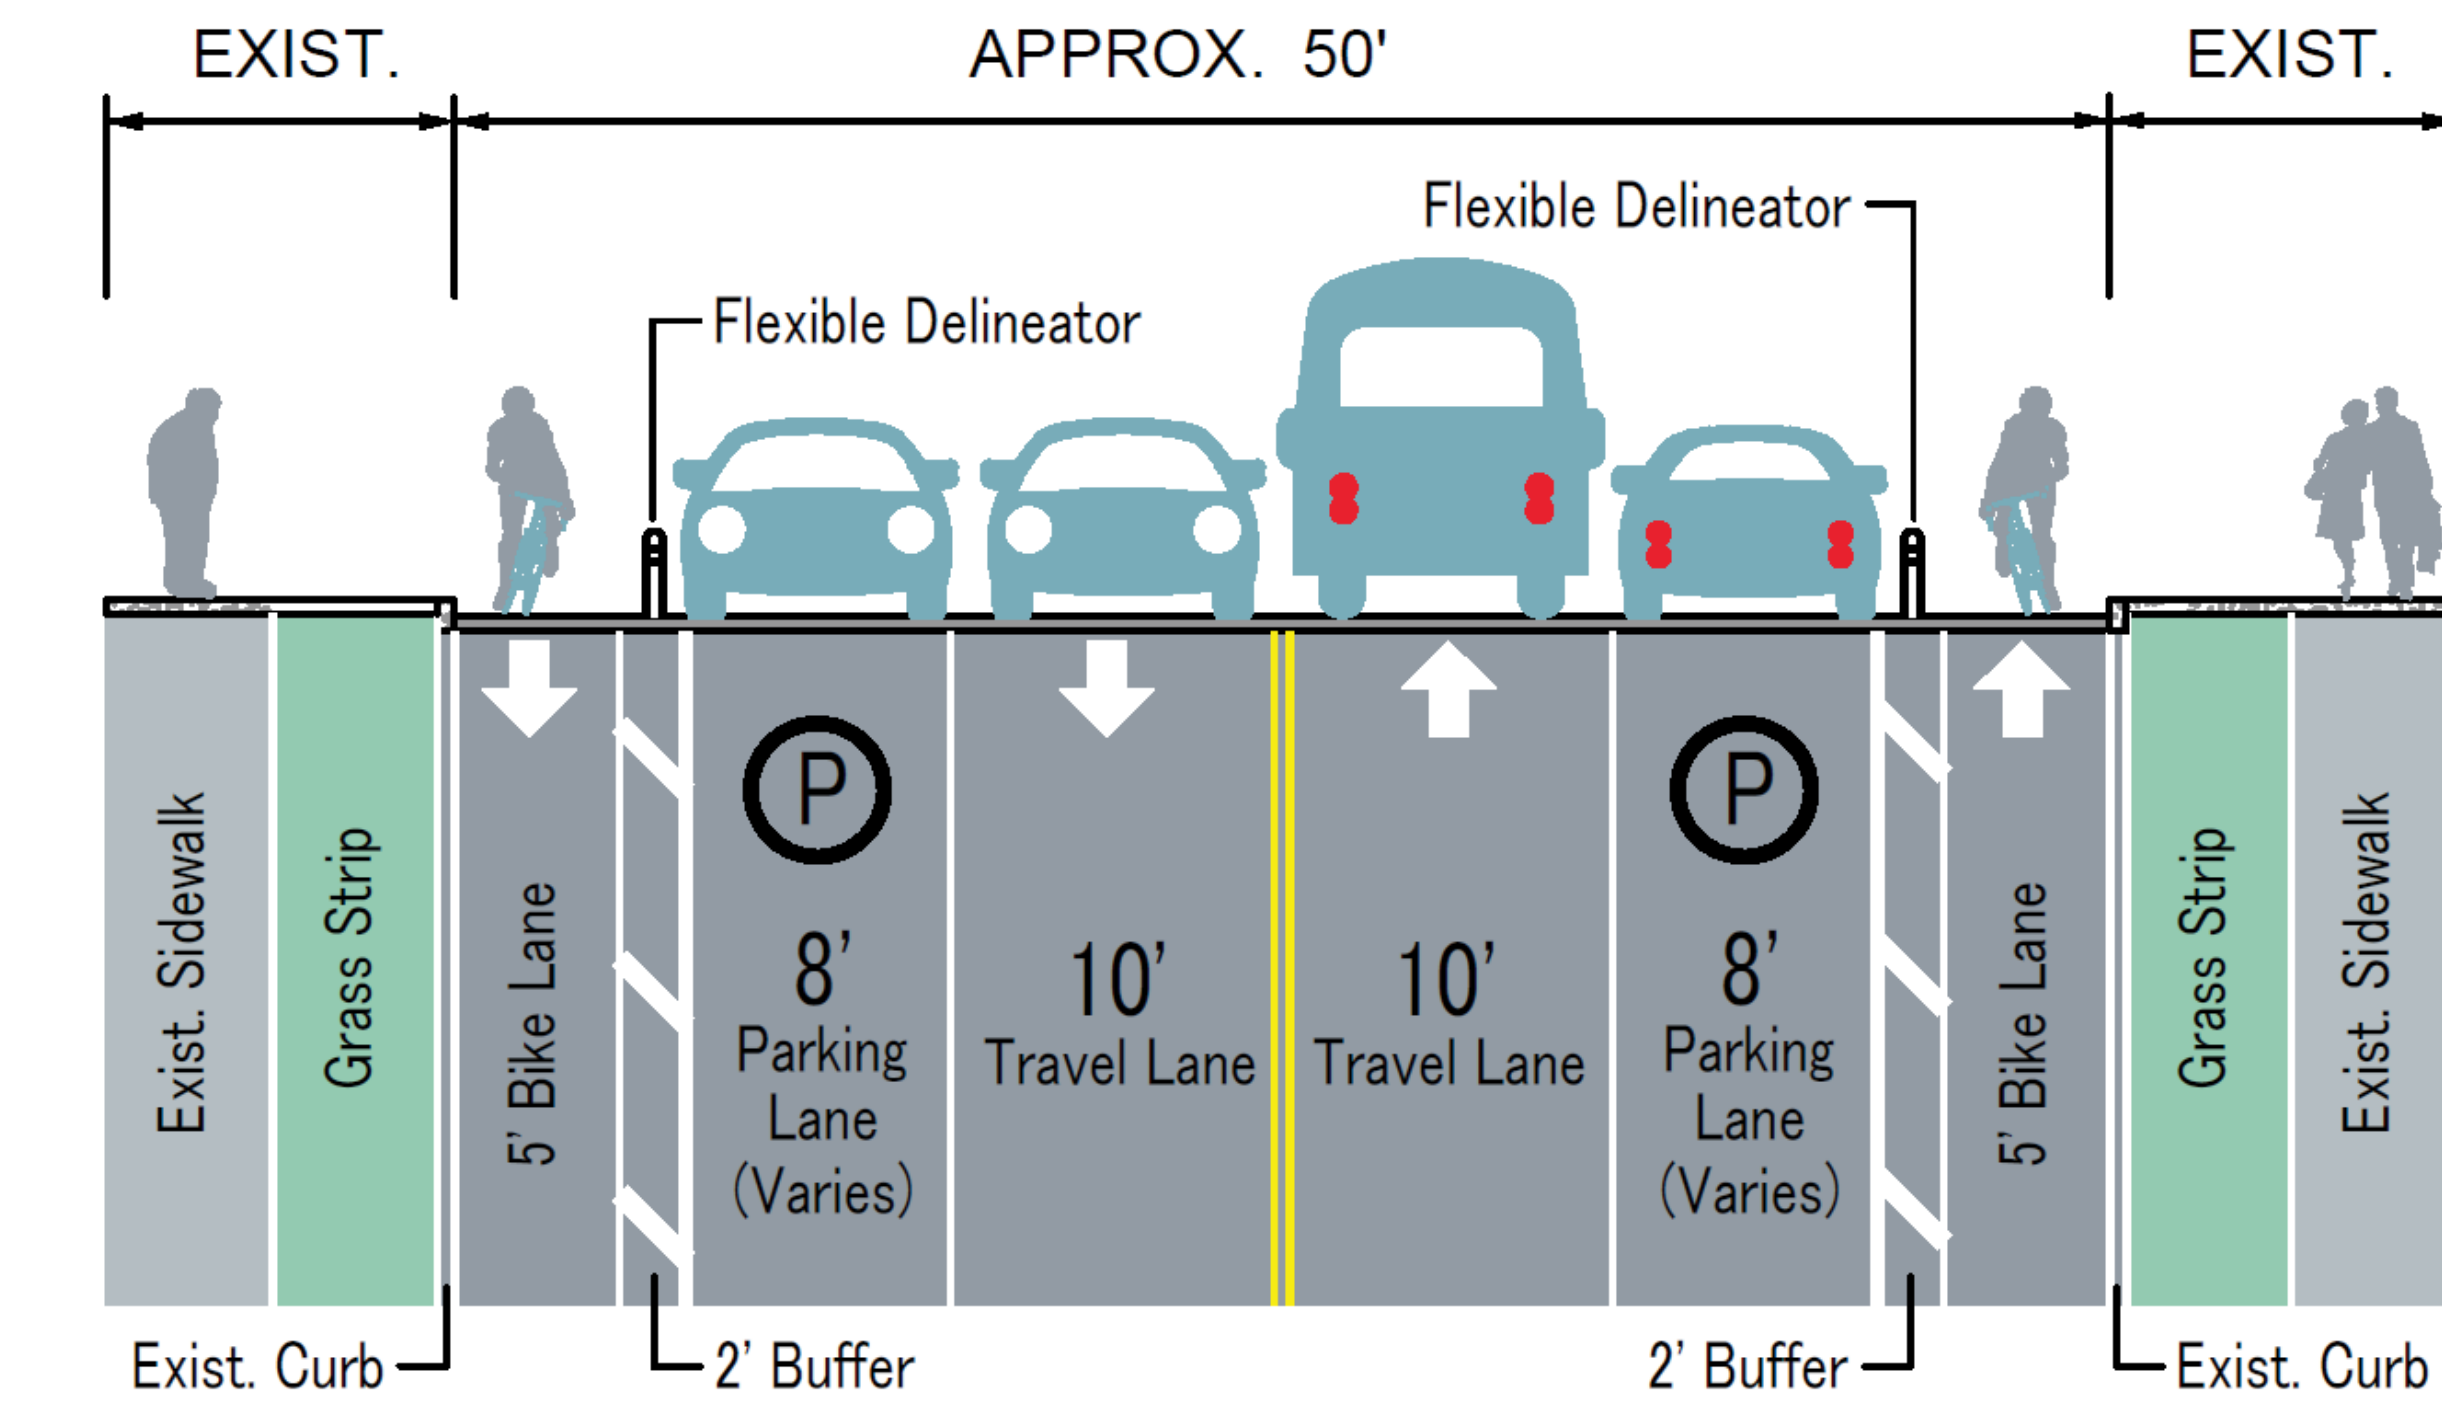 EXIST.
APPROX. 50'
EXIST.
Flexible Delineator
Flexible Delineator
Exist. Sidewalk
Grass Strip
5' Bike Lane
P
8'
Parking
Lane
(Varies)
10'
Travel Lane
10'
Travel Lane
P
8'
Parking
Lane
(Varies)
5' Bike Lane
Grass Strip
Exist. Sidewalk
Exist. Curb
2' Buffer
2' Buffer
Exist. Curb